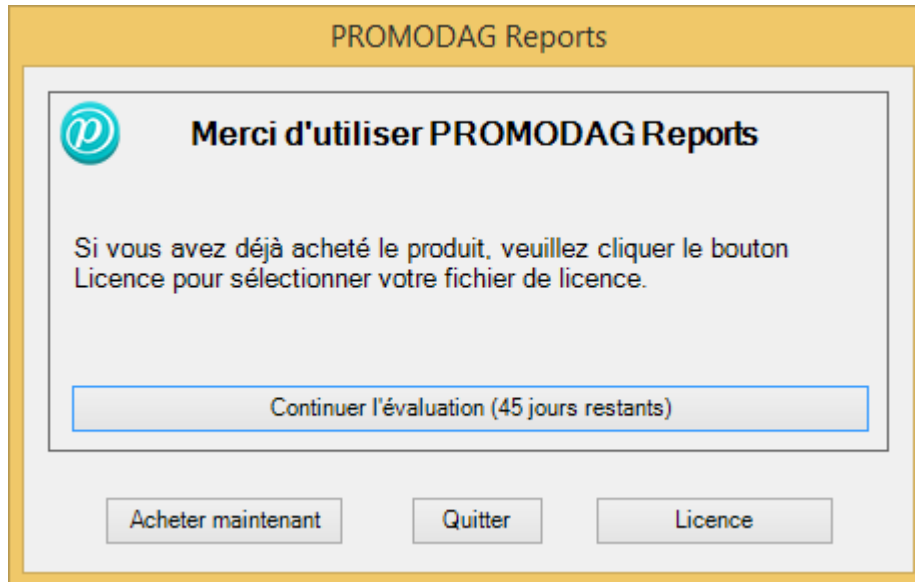 PROMODAG Reports
Merci d'utiliser PROMODAG Reports
Si vous avez déjà acheté le produit, veuillez cliquer le bouton
Licence pour sélectionner votre fichier de licence.
Continuer l'évaluation (45 jours restants)
Acheter maintenant
Quitter
Licence